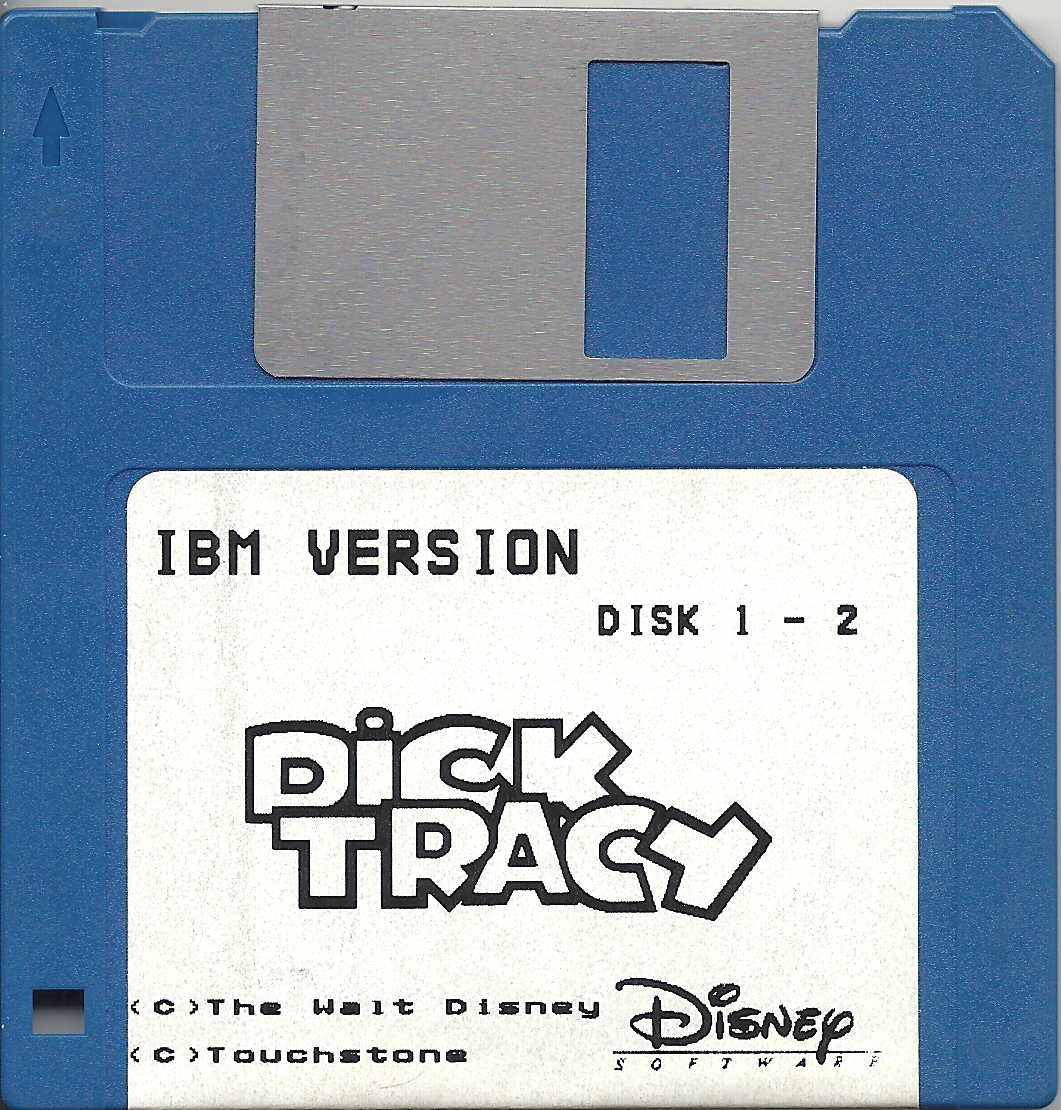 IBM VERSION
DISK 1 - 2
DiCK
TRACY
(C)The Walt Disney
(C)Touchstone
Disney
SOFTWARE